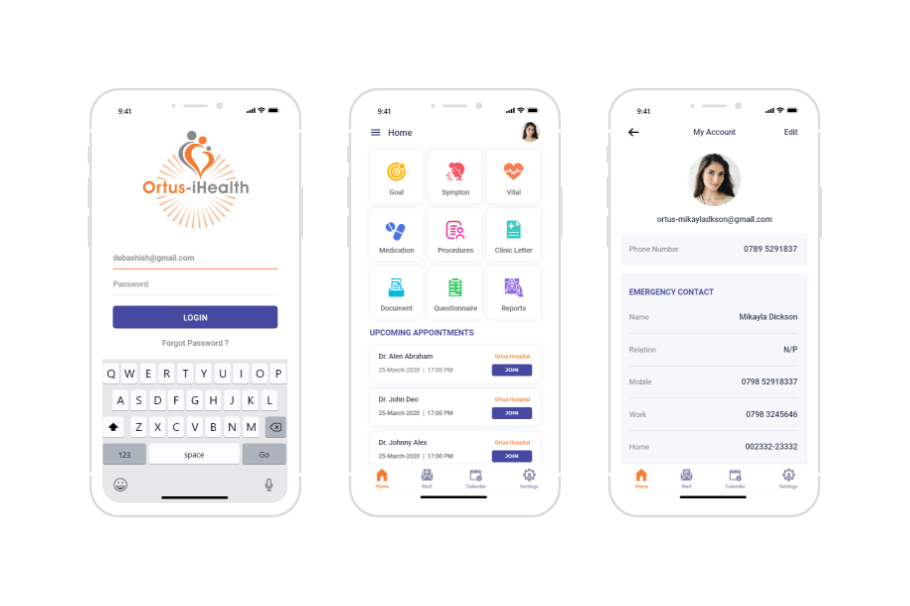 9:41
Ortus-iHealth
debashish@gmail.com
Password
LOGIN
Forgot Password ?
Q W E R T Y U I O P
A S D F G H J K L
Z X C V B N M
123 space Go
9:41
Home
Goal Sympton Vital
Medication Procedures Clinic Letter
Document Questionnaire Reports
UPCOMING APPOINTMENTS
Dr. Alen Abraham Ortus Hospital
25-March-2020 | 17:00 PM JOIN
Dr. John Deo Ortus Hospital
25-March-2020 | 17:00 PM JOIN
Dr. Johnny Alex Ortus Hospital
25-March-2020 | 17:00 PM JOIN
Home Mail Calender Settings
9:41
My Account Edit
ortus-mikayladkson@gmail.com
Phone Number 0789 5291837
EMERGENCY CONTACT
Name Mikayla Dickson
Relation N/P
Mobile 0798 52918337
Work 0798 3245646
Home 002332-23332
Home Mail Calender Settings